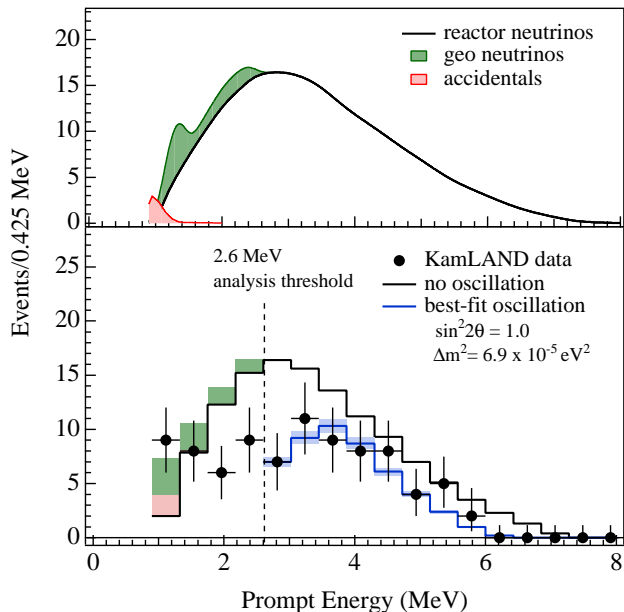 20
15
10
5
0
reactor neutrinos
geo neutrinos
accidentals
Events/0.425 MeV
25
20
15
10
5
0
2.6 MeV
analysis threshold
KamLAND data
no oscillation
best-fit oscillation
sin²2θ = 1.0
Δm²= 6.9 x 10⁻⁵ eV²
0 2 4 6 8
Prompt Energy (MeV)